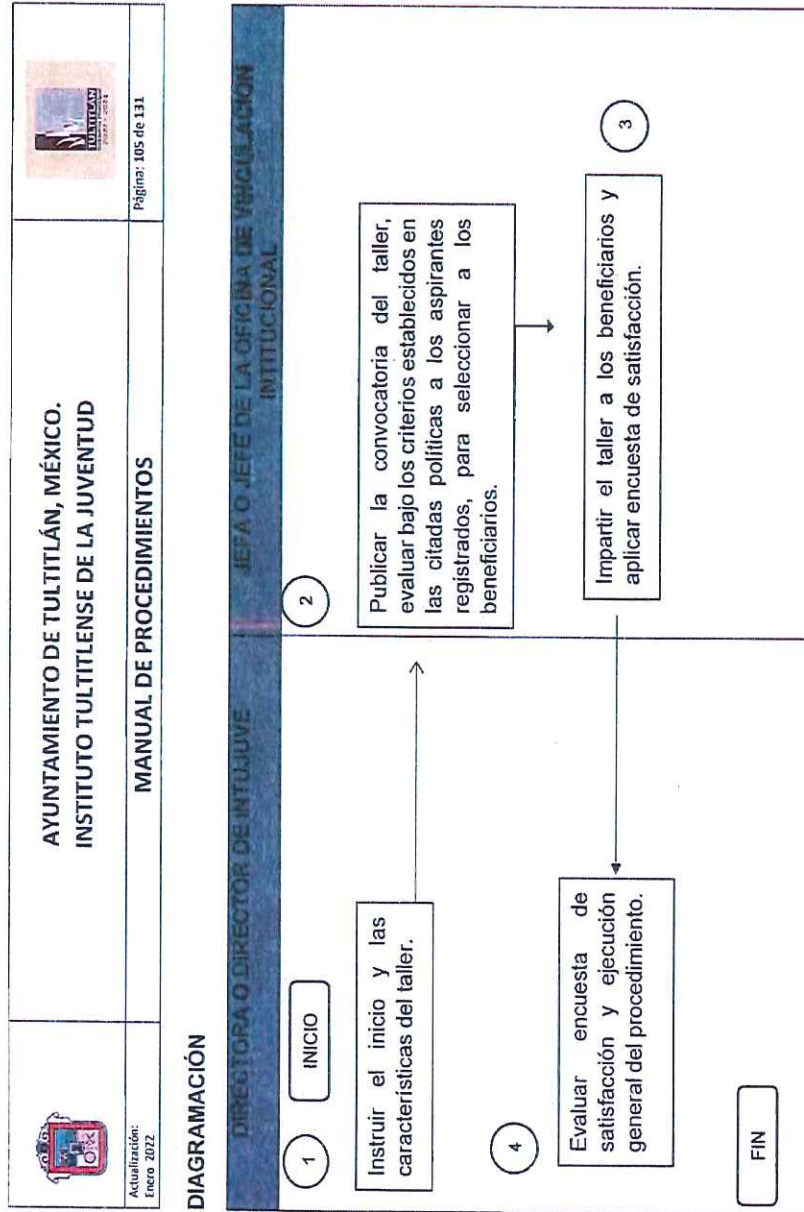 AYUNTAMIENTO DE TULTITLÁN, MÉXICO.
INSTITUTO TULTITLENSE DE LA JUVENTUD
TULTITLÁN
2022 - 2024
Actualización:
Enero 2022
MANUAL DE PROCEDIMIENTOS
Página: 105 de 131
DIAGRAMACIÓN
DIRECTORA O DIRECTOR DE INTUJUVE
JEFA O JEFE DE LA OFICINA DE VINCULACIÓN
INTITUCIONAL
1
INICIO
Instruir el inicio y las
características del taller.
2
Publicar la convocatoria del taller,
evaluar bajo los criterios establecidos en
las citadas políticas a los aspirantes
registrados, para seleccionar a los
beneficiarios.
Impartir el taller a los beneficiarios y
aplicar encuesta de satisfacción.
3
4
Evaluar encuesta de
satisfacción y ejecución
general del procedimiento.
FIN